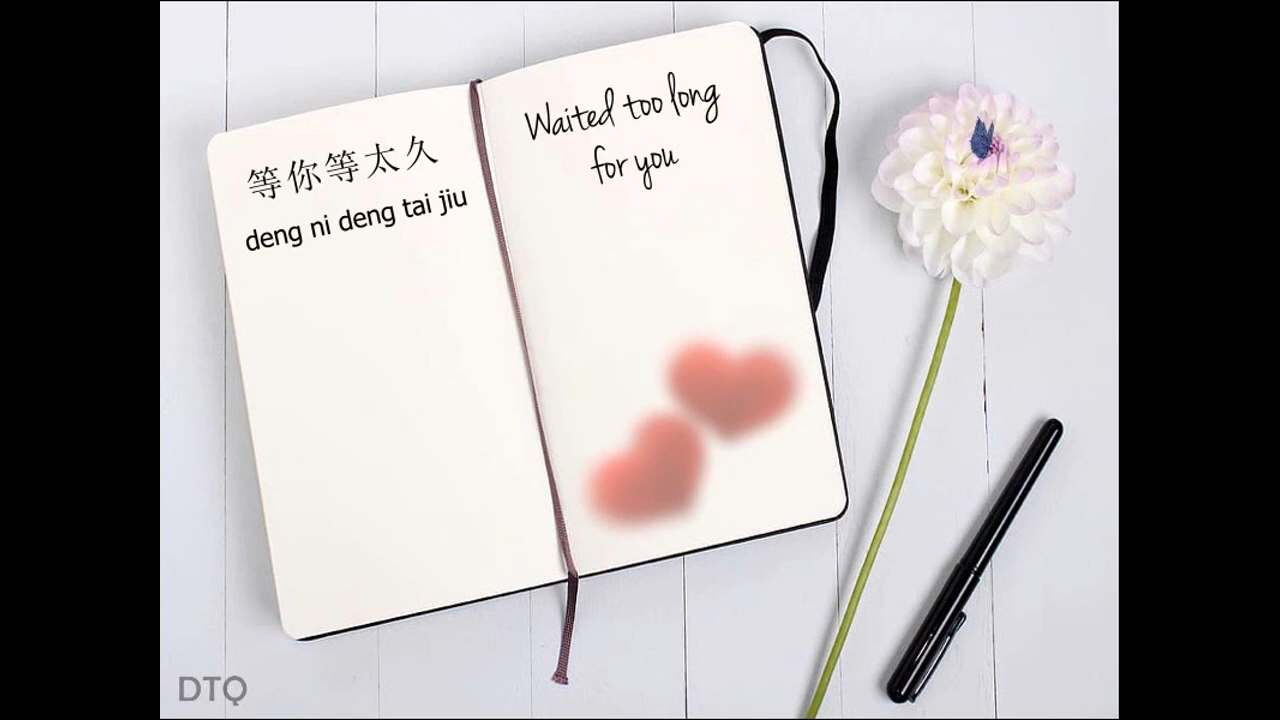 等你等太久
deng ni deng tai jiu
Waited too long
for you
DTQ